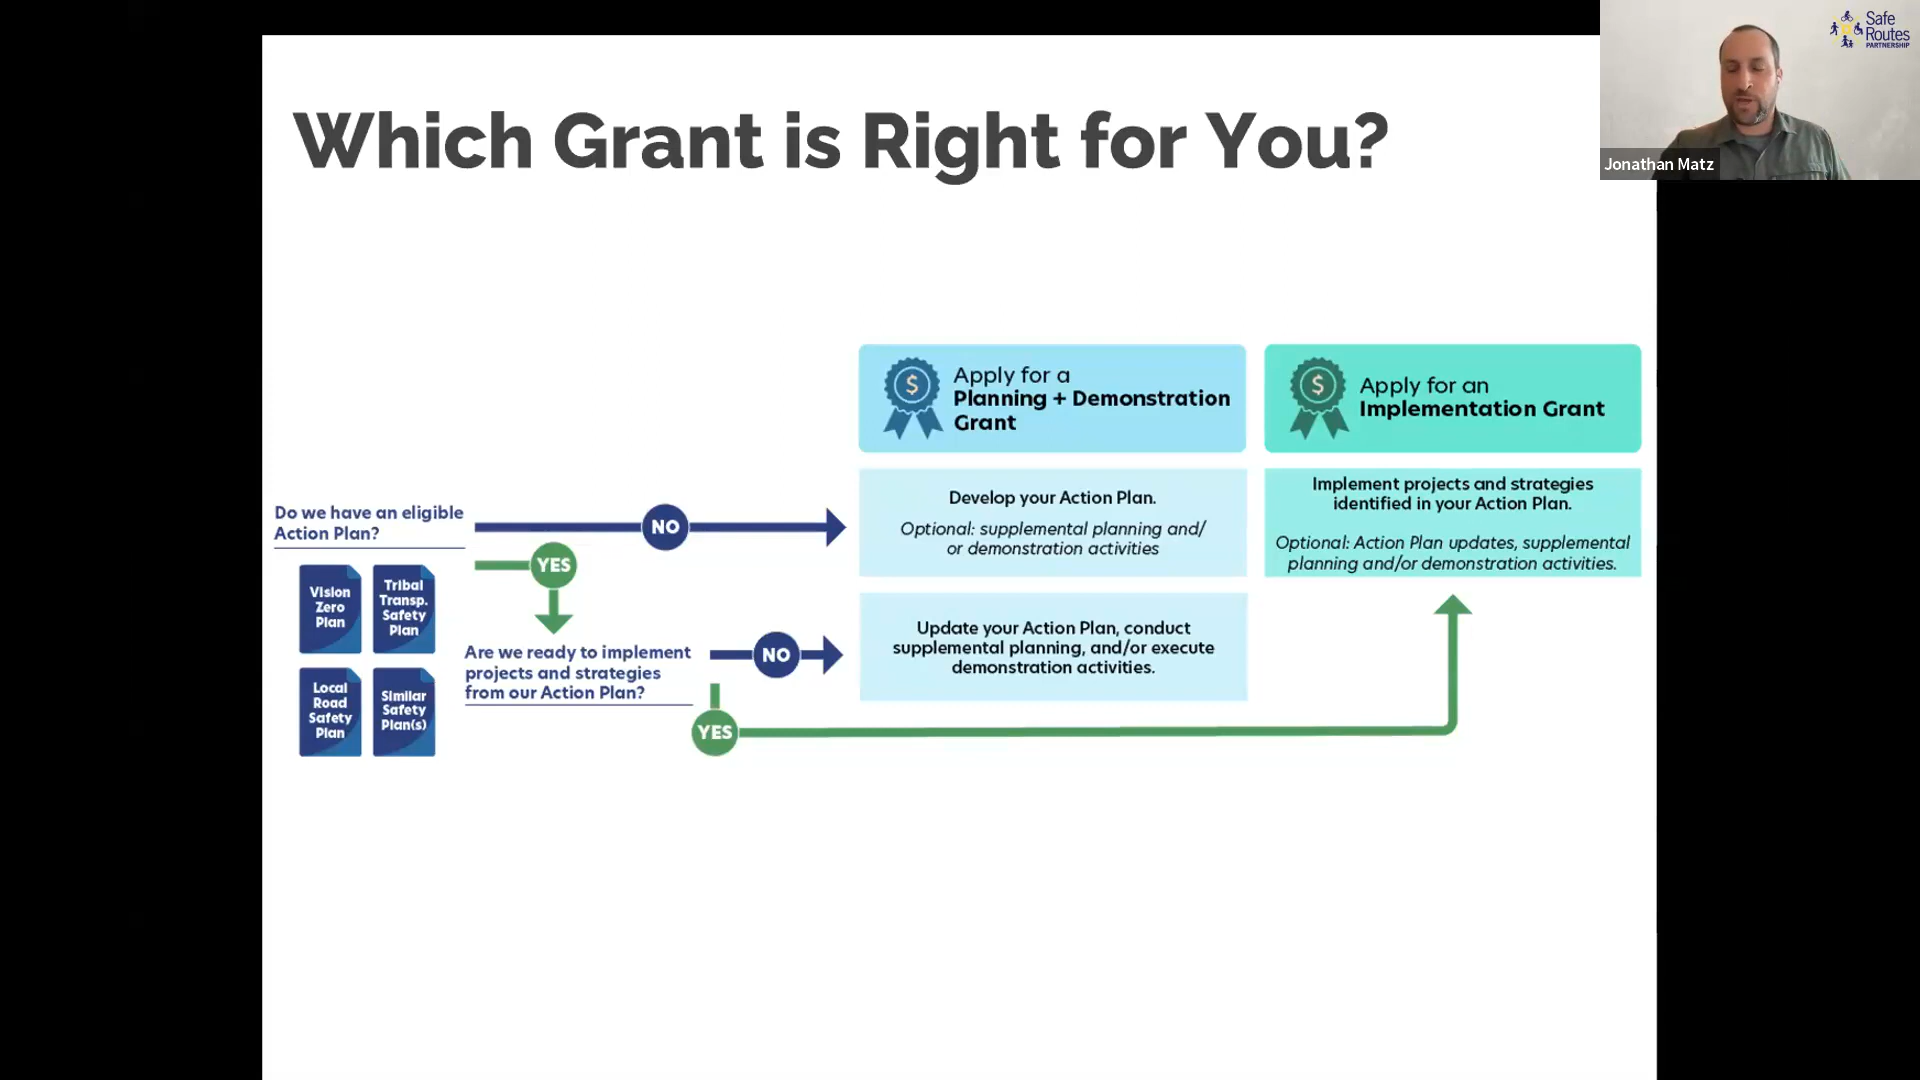 Safe
Routes
PARTNERSHIP
Jonathan Matz
Which Grant is Right for You?
Apply for a
Planning + Demonstration
Grant
Apply for an
Implementation Grant
Do we have an eligible
Action Plan?
NO
YES
Develop your Action Plan.
Optional: supplemental planning and/
or demonstration activities
Implement projects and strategies
identified in your Action Plan.
Optional: Action Plan updates, supplemental
planning and/or demonstration activities.
Vision
Zero
Plan
Tribal
Transp.
Safety
Plan
Local
Road
Safety
Plan
Similar
Safety
Plan(s)
Are we ready to implement
projects and strategies
from our Action Plan?
NO
YES
Update your Action Plan, conduct
supplemental planning, and/or execute
demonstration activities.